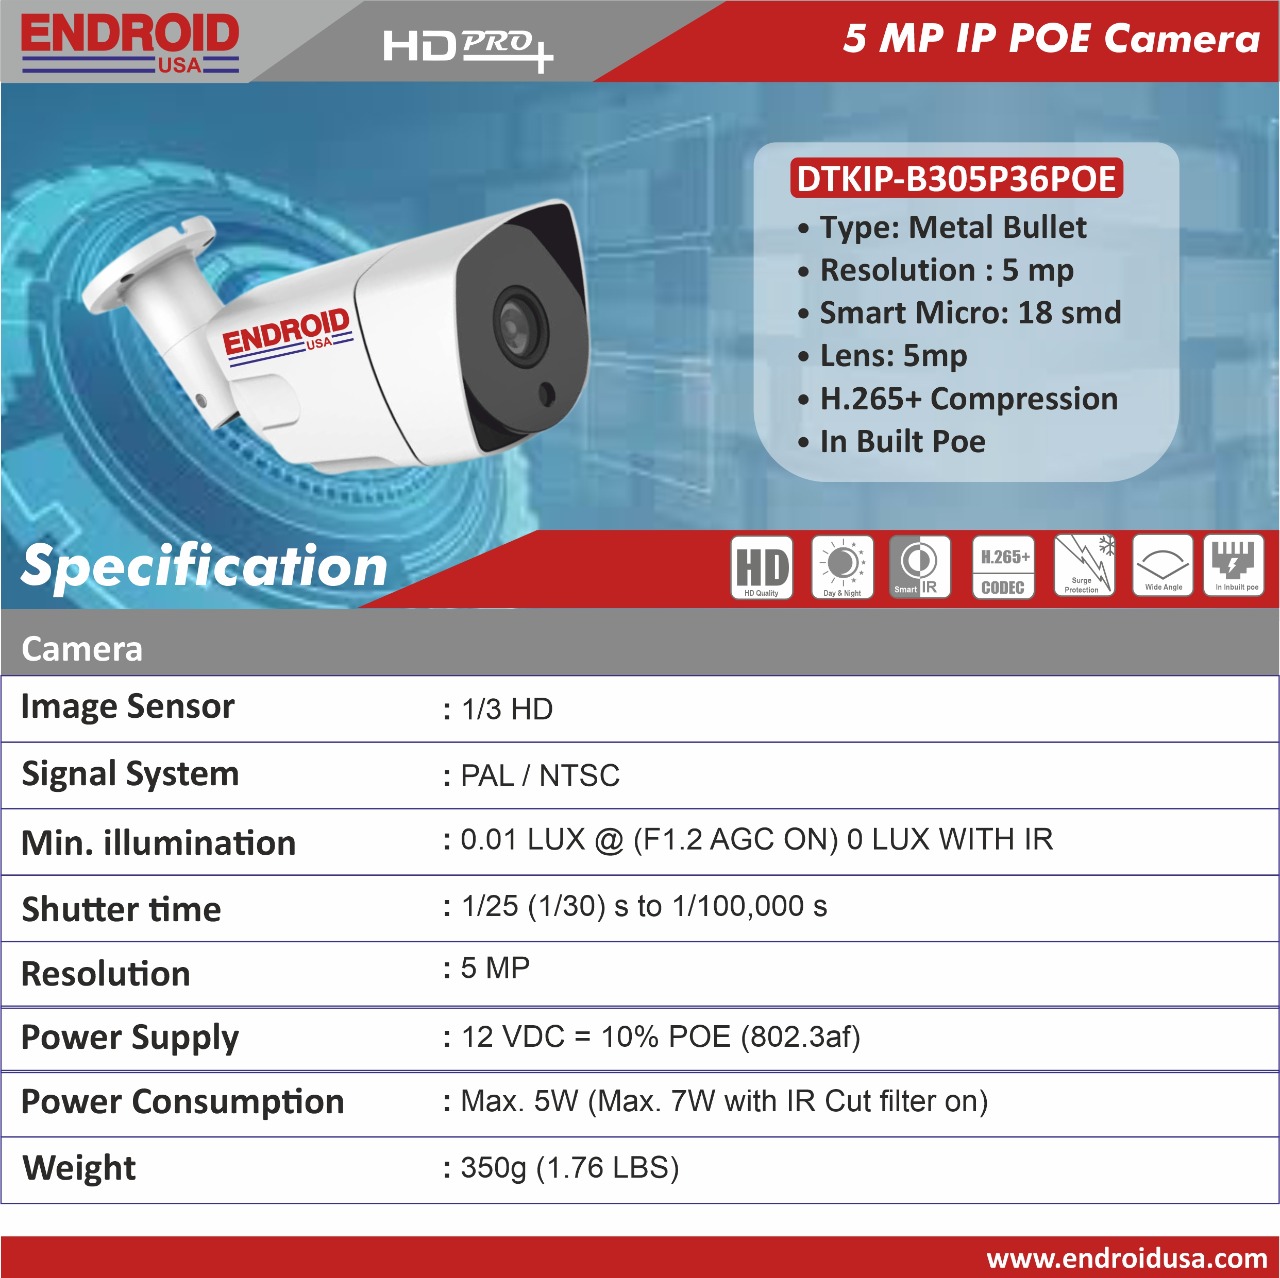 ENDROID
USA
HD PRO+
5 MP IP POE Camera
DTKIP-B305P36POE
• Type: Metal Bullet
• Resolution : 5 mp
• Smart Micro: 18 smd
• Lens: 5mp
• H.265+ Compression
• In Built Poe
ENDROID
USA
Specification
HD
HD Quality
Day & Night
Smart IR
H.265+
CODEC
Surge
Protection
Wide Angle
In Inbuilt poe
Camera
Image Sensor : 1/3 HD
Signal System : PAL / NTSC
Min. illumination : 0.01 LUX @ (F1.2 AGC ON) 0 LUX WITH IR
Shutter time : 1/25 (1/30) s to 1/100,000 s
Resolution : 5 MP
Power Supply : 12 VDC = 10% POE (802.3af)
Power Consumption : Max. 5W (Max. 7W with IR Cut filter on)
Weight : 350g (1.76 LBS)
www.endroidusa.com